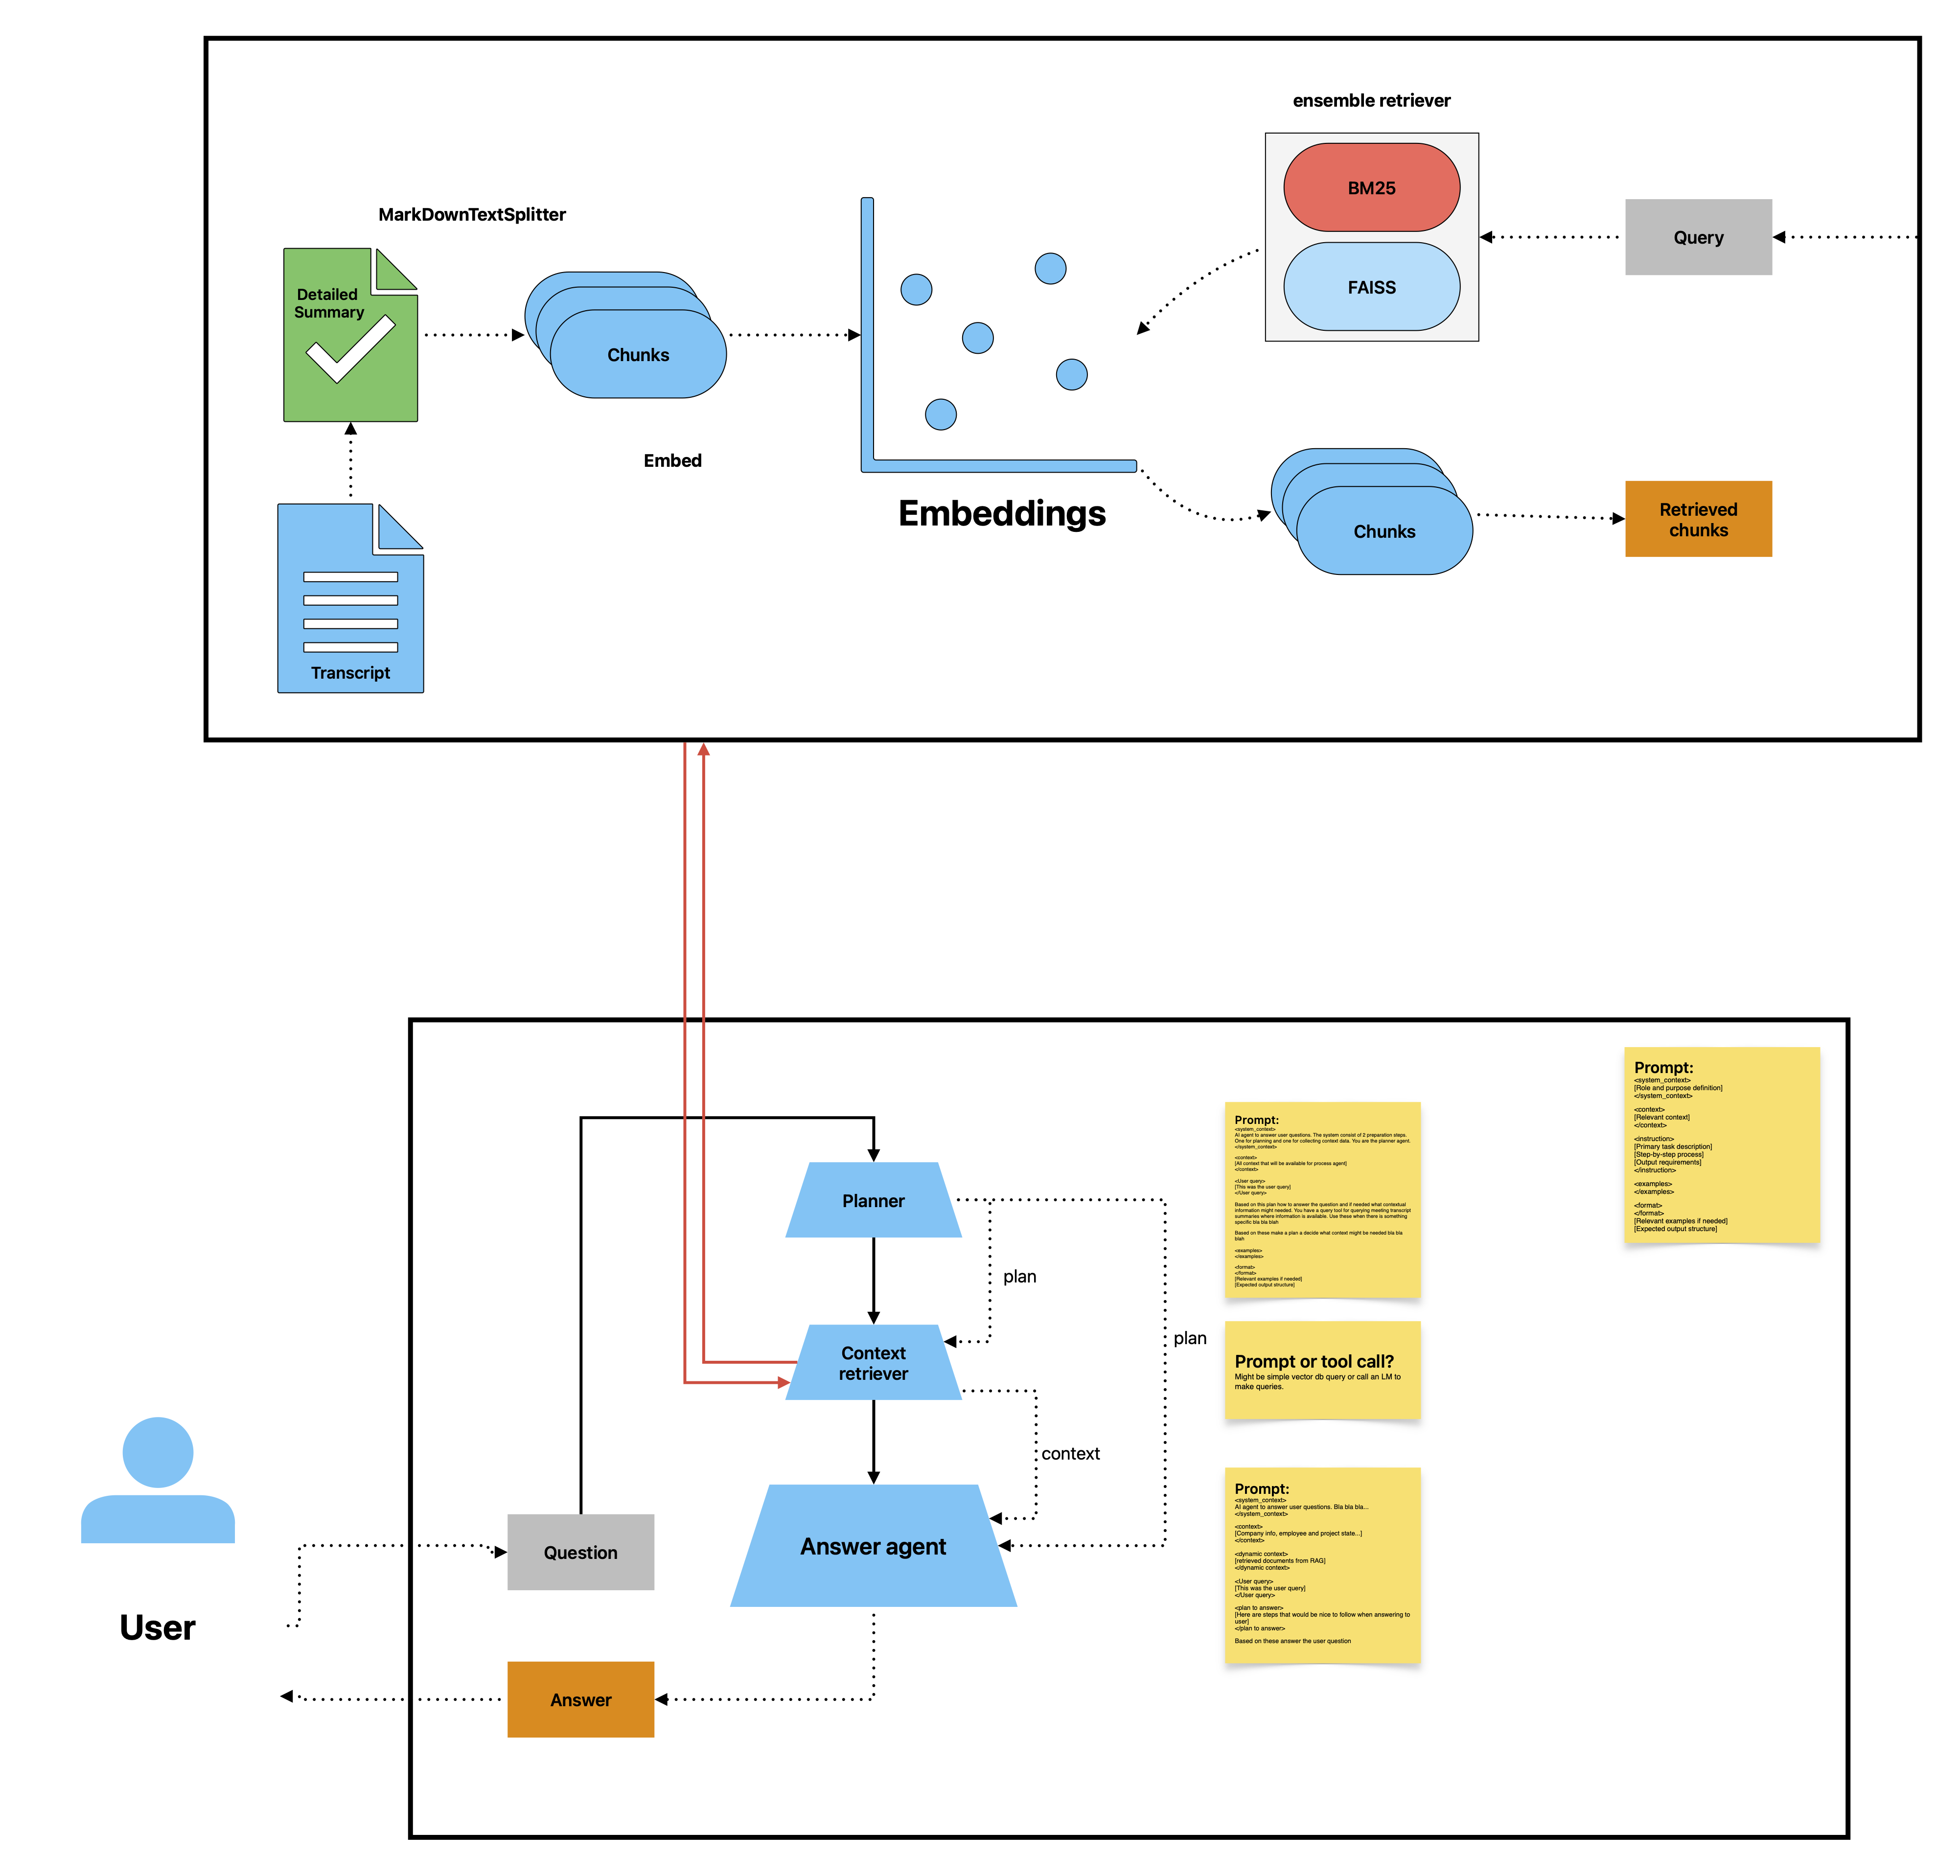 ensemble retriever
BM25
FAISS
Query
MarkDownTextSplitter
Detailed
Summary
Chunks
Embed
Embeddings
Chunks
Retrieved
chunks
Transcript
Planner
plan
plan
Context
retriever
context
Answer agent
Question
Answer
User
Prompt:
<system_context>
AI agent to answer user questions. The system consist of 2 preparation steps.
One for planning and one for collecting context data. You are the planner agent.
</system_context>
<context>
[All context that will be available for process agent]
</context>
<User query>
[This was the user query]
</User query>
Based on this plan how to answer the question and if needed what contextual
information might needed. You have a query tool for querying meeting transcript
summaries where information is available. Use these when there is something
specific bla bla blah
Based on these make a plan a decide what context might be needed bla bla
blah
<examples>
</examples>
<format>
</format>
[Relevant examples if needed]
[Expected output structure]
Prompt or tool call?
Might be simple vector db query or call an LM to
make queries.
Prompt:
<system_context>
AI agent to answer user questions. Bla bla bla...
</system_context>
<context>
[Company info, employee and project state...]
</context>
<dynamic context>
[retrieved documents from RAG]
</dynamic context>
<User query>
[This was the user query]
</User query>
<plan to answer>
[Here are steps that would be nice to follow when answering to
user]
</plan to answer>
Based on these answer the user question
Prompt:
<system_context>
[Role and purpose definition]
</system_context>
<context>
[Relevant context]
</context>
<instruction>
[Primary task description]
[Step-by-step process]
[Output requirements]
</instruction>
<examples>
</examples>
<format>
</format>
[Relevant examples if needed]
[Expected output structure]